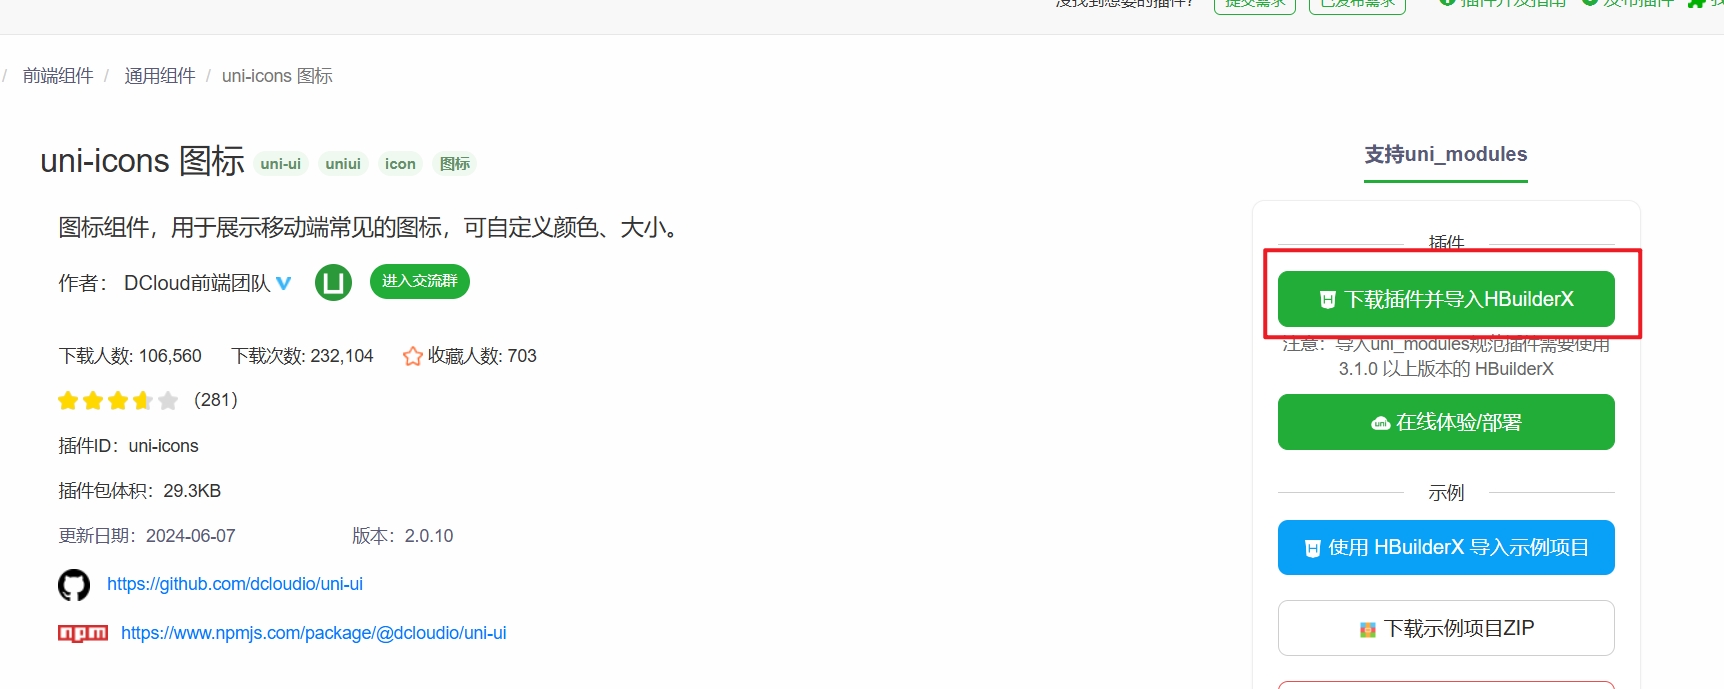 没找到想要的插件？ 提交需求 已发布需求 插件开发指南 发布插件
/ 前端组件 / 通用组件 / uni-icons 图标
uni-icons 图标 uni-ui uniui icon 图标
图标组件，用于展示移动端常见的图标，可自定义颜色、大小。
作者： DCloud前端团队 进入交流群
下载人数: 106,560 下载次数: 232,104 收藏人数: 703
（281）
插件ID：uni-icons
插件包体积：29.3KB
更新日期：2024-06-07 版本：2.0.10
https://github.com/dcloudio/uni-ui
npm https://www.npmjs.com/package/@dcloudio/uni-ui
支持uni_modules
插件
下载插件并导入HBuilderX
注意：导入uni_modules规范插件需要使用
3.1.0 以上版本的 HBuilderX
uni 在线体验/部署
示例
使用 HBuilderX 导入示例项目
下载示例项目ZIP